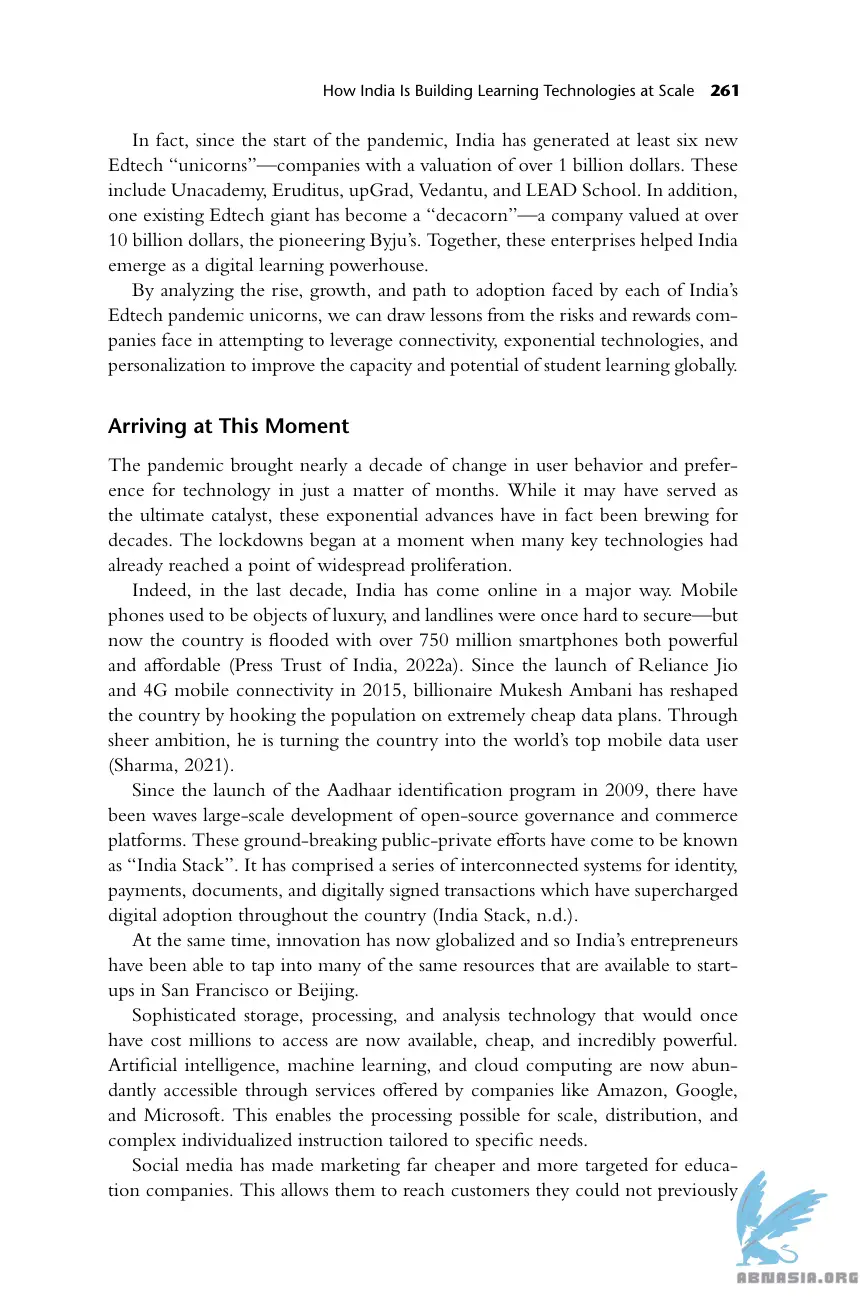 How India Is Building Learning Technologies at Scale 261
In fact, since the start of the pandemic, India has generated at least six new
Edtech “unicorns”—companies with a valuation of over 1 billion dollars. These
include Unacademy, Eruditus, upGrad, Vedantu, and LEAD School. In addition,
one existing Edtech giant has become a “decacorn”—a company valued at over
10 billion dollars, the pioneering Byju’s. Together, these enterprises helped India
emerge as a digital learning powerhouse.
By analyzing the rise, growth, and path to adoption faced by each of India’s
Edtech pandemic unicorns, we can draw lessons from the risks and rewards com-
panies face in attempting to leverage connectivity, exponential technologies, and
personalization to improve the capacity and potential of student learning globally.
Arriving at This Moment
The pandemic brought nearly a decade of change in user behavior and prefer-
ence for technology in just a matter of months. While it may have served as
the ultimate catalyst, these exponential advances have in fact been brewing for
decades. The lockdowns began at a moment when many key technologies had
already reached a point of widespread proliferation.
Indeed, in the last decade, India has come online in a major way. Mobile
phones used to be objects of luxury, and landlines were once hard to secure—but
now the country is flooded with over 750 million smartphones both powerful
and affordable (Press Trust of India, 2022a). Since the launch of Reliance Jio
and 4G mobile connectivity in 2015, billionaire Mukesh Ambani has reshaped
the country by hooking the population on extremely cheap data plans. Through
sheer ambition, he is turning the country into the world’s top mobile data user
(Sharma, 2021).
Since the launch of the Aadhaar identification program in 2009, there have
been waves large-scale development of open-source governance and commerce
platforms. These ground-breaking public-private efforts have come to be known
as “India Stack”. It has comprised a series of interconnected systems for identity,
payments, documents, and digitally signed transactions which have supercharged
digital adoption throughout the country (India Stack, n.d.).
At the same time, innovation has now globalized and so India’s entrepreneurs
have been able to tap into many of the same resources that are available to start-
ups in San Francisco or Beijing.
Sophisticated storage, processing, and analysis technology that would once
have cost millions to access are now available, cheap, and incredibly powerful.
Artificial intelligence, machine learning, and cloud computing are now abun-
dantly accessible through services offered by companies like Amazon, Google,
and Microsoft. This enables the processing possible for scale, distribution, and
complex individualized instruction tailored to specific needs.
Social media has made marketing far cheaper and more targeted for educa-
tion companies. This allows them to reach customers they could not previously
ABNASIA.ORG